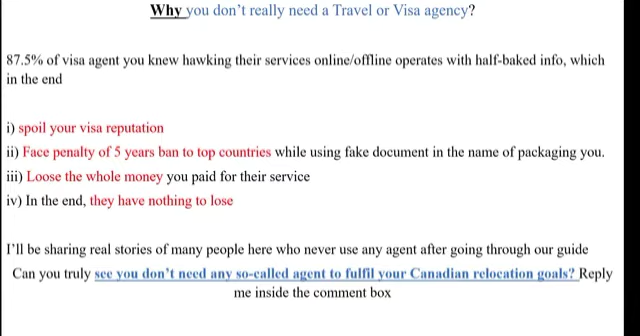 Why you don't really need a Travel or Visa agency?
87.5% of visa agent you knew hawking their services online/offline operates with half-baked info, which
in the end
i) spoil your visa reputation
ii) Face penalty of 5 years ban to top countries while using fake document in the name of packaging you.
iii) Loose the whole money you paid for their service
iv) In the end, they have nothing to lose
I'll be sharing real stories of many people here who never use any agent after going through our guide
Can you truly see you don't need any so-called agent to fulfil your Canadian relocation goals? Reply
me inside the comment box